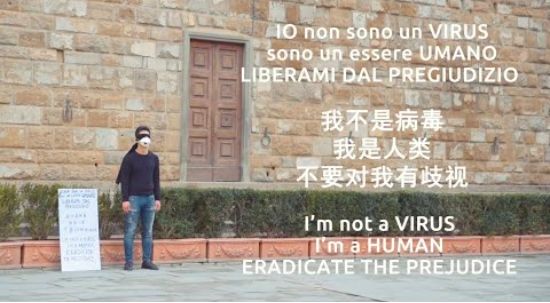 IO non sono un VIRUS
sono un essere UMANO
LIBERAMI DAL PREGIUDIZIO
我不是病毒
我是人类
不要对我有歧视
I'm not a VIRUS
I'm a HUMAN
ERADICATE THE PREJUDICE